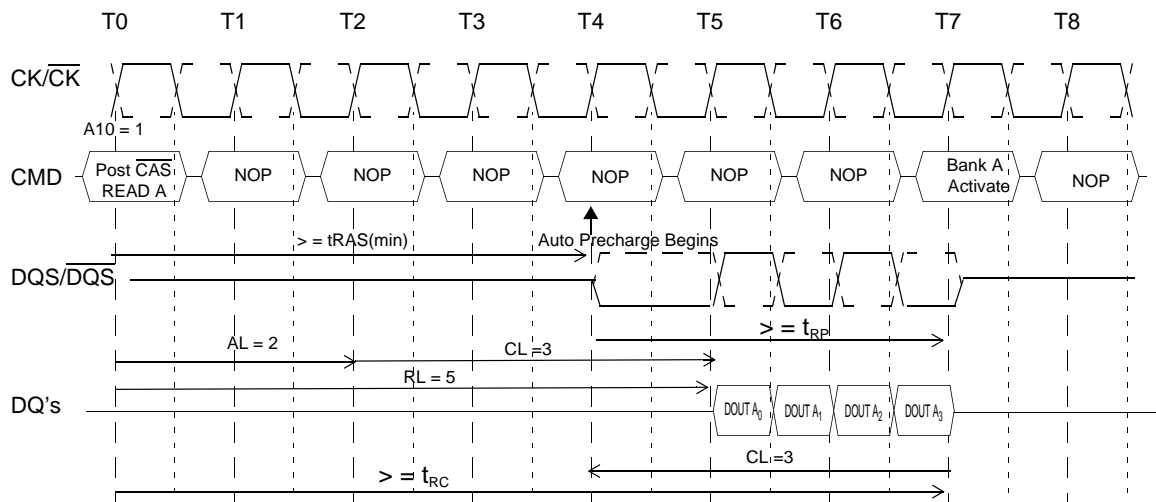 T0 T1 T2 T3 T4 T5 T6 T7 T8
CK/CK
A10 = 1
CMD
Post CAS
READ A
NOP
NOP
NOP
NOP
NOP
NOP
Bank A
Activate
NOP
> = tRAS(min)
Auto Precharge Begins
DQS/DQS
> = tRP
AL = 2
CL =3
RL = 5
DQ's
DOUT A0
DOUT A1
DOUT A2
DOUT A3
CL =3
> = tRC